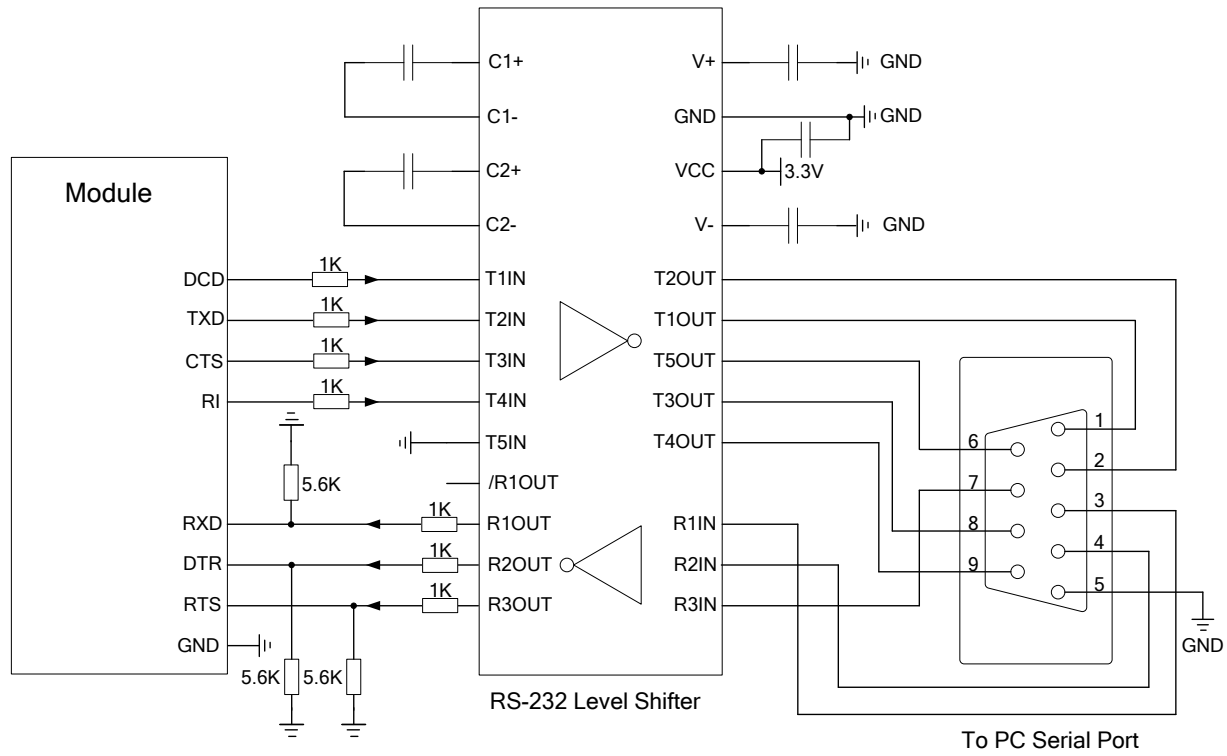 Module
DCD
TXD
CTS
RI
RXD
DTR
RTS
GND
1K
1K
1K
1K
5.6K
1K
1K
1K
5.6K
5.6K
C1+
C1-
C2+
C2-
T1IN
T2IN
T3IN
T4IN
T5IN
/R1OUT
R1OUT
R2OUT
R3OUT
V+
GND
VCC
V-
T2OUT
T1OUT
T5OUT
T3OUT
T4OUT
R1IN
R2IN
R3IN
GND
GND
3.3V
GND
6
7
8
9
1
2
3
4
5
GND
RS-232 Level Shifter
To PC Serial Port